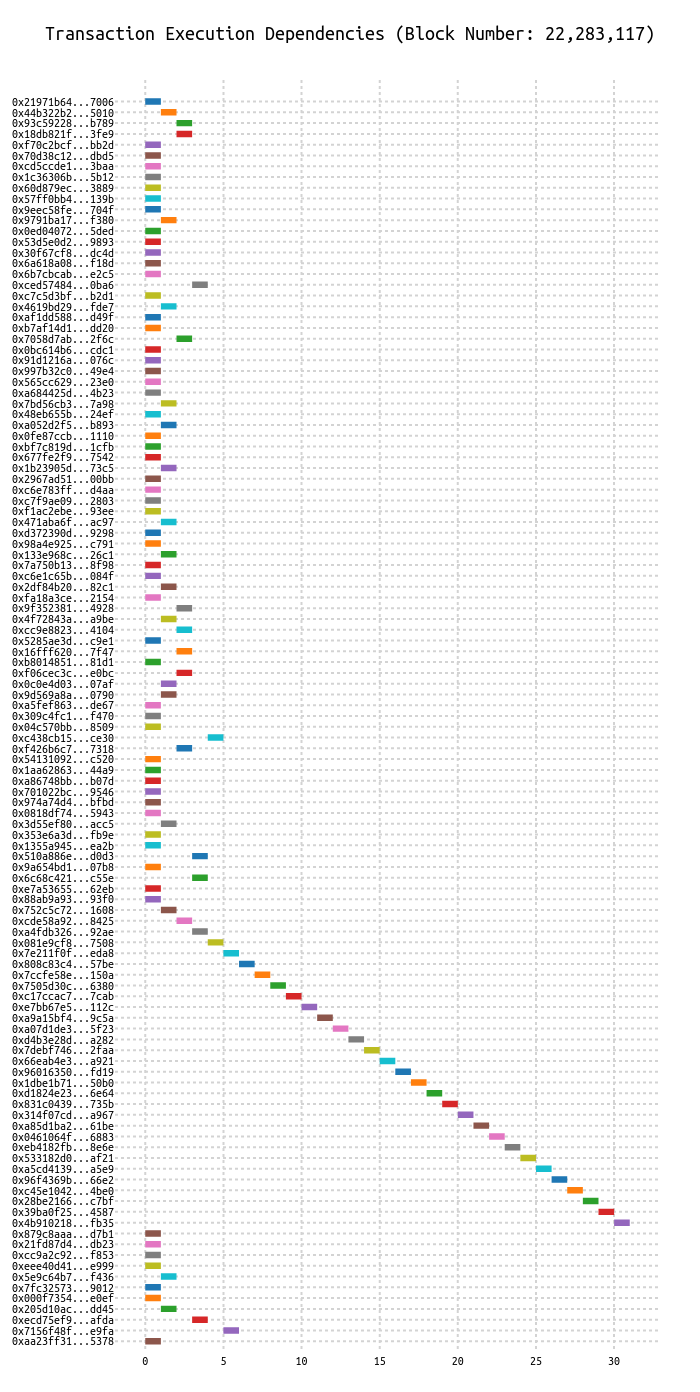 Transaction Execution Dependencies (Block Number: 22,283,117)
0x21971b64...7006
0x44b322b2...5010
0x93c59228...b789
0x18db821f...3fe9
0xf70c2bcf...bb2d
0x70d38c12...dbd5
0xcd5ccde1...3baa
0x1c36306b...5b12
0x60d879ec...3889
0x57ff0bb4...139b
0x9eec58fe...704f
0x9791ba17...f380
0x0ed04072...5ded
0x53d5e0d2...9893
0x30f67cf8...dc4d
0x6a618a08...f18d
0x6b7cbcab...e2c5
0xced57484...0ba6
0xc7c5d3bf...b2d1
0x4619bd29...fde7
0xaf1dd588...d49f
0xb7af14d1...dd20
0x7058d7ab...2f6c
0x0bc614b6...cdc1
0x91d1216a...076c
0x997b32c0...49e4
0x565cc629...23e0
0xa684425d...4b23
0x7bd56cb3...7a98
0x48eb655b...24ef
0xa052d2f5...b893
0x0fe87ccb...1110
0xbf7c819d...1cfb
0x677fe2f9...7542
0x1b23905d...73c5
0x2967ad51...00bb
0xc6e783ff...d4aa
0xc7f9ae09...2803
0xf1ac2ebe...93ee
0x471aba6f...ac97
0xd372390d...9298
0x98a4e925...c791
0x133e968c...26c1
0x7a750b13...8f98
0xc6e1c65b...084f
0x2df84b20...82c1
0xfa18a3ce...2154
0x9f352381...4928
0x4f72843a...a9be
0xcc9e8823...4104
0x5285ae3d...c9e1
0x16fff620...7f47
0xb8014851...81d1
0xf06cec3c...e0bc
0x0c0e4d03...07af
0x9d569a8a...0790
0xa5fef863...de67
0x309c4fc1...f470
0x04c570bb...8509
0xc438cb15...ce30
0xf426b6c7...7318
0x54131092...c520
0x1aa62863...44a9
0xa86748bb...b07d
0x701022bc...9546
0x974a74d4...bfbd
0x0818df74...5943
0x3d55ef80...acc5
0x353e6a3d...fb9e
0x1355a945...ea2b
0x510a886e...d0d3
0x9a654bd1...07b8
0x6c68c421...c55e
0xe7a53655...62eb
0x88ab9a93...93f0
0x752c5c72...1608
0xcde58a92...8425
0xa4fdb326...92ae
0x081e9cf8...7508
0x7e211f0f...eda8
0x808c83c4...57be
0x7ccfe58e...150a
0x7505d30c...6380
0xc17ccac7...7cab
0xe7bb67e5...112c
0xa9a15bf4...9c5a
0xa07d1de3...5f23
0xd4b3e28d...a282
0x7debf746...2faa
0x66eab4e3...a921
0x96016350...fd19
0x1dbe1b71...50b0
0xd1824e23...6e64
0x831c0439...735b
0x314f07cd...a967
0xa85d1ba2...61be
0x0461064f...6883
0xeb4182fb...8e6e
0x533182d0...af21
0xa5cd4139...a5e9
0x96f4369b...66e2
0xc45e1042...4be0
0x28be2166...c7bf
0x39ba0f25...4587
0x4b910218...fb35
0x879c8aaa...d7b1
0x21fd87d4...db23
0xcc9a2c92...f853
0xeee40d41...e999
0x5e9c64b7...f436
0x7fc32573...9012
0x000f7354...e0ef
0x205d10ac...dd45
0xecd75ef9...afda
0x7156f48f...e9fa
0xaa23ff31...5378
0 5 10 15 20 25 30